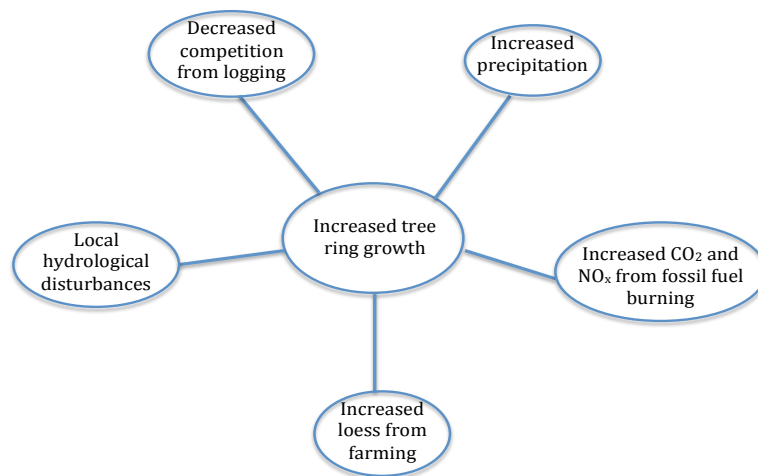 Decreased
competition
from logging
Increased
precipitation
Increased tree
ring growth
Local
hydrological
disturbances
Increased CO₂ and
NOₓ from fossil fuel
burning
Increased
loess from
farming